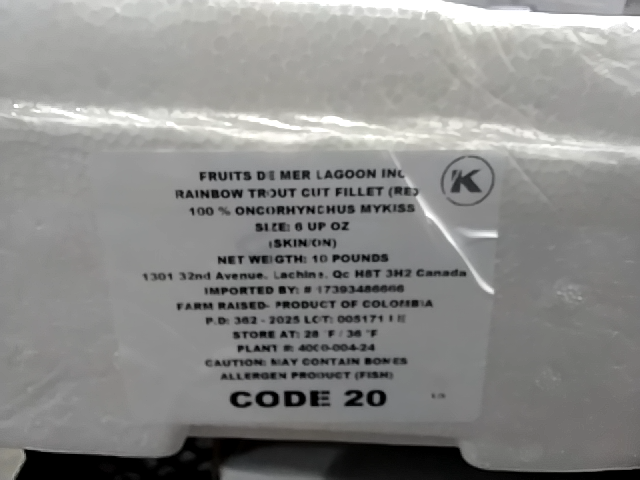 FRUITS DE MER LAGOON INC
K
RAINBOW TROUT CUT FILLET (RED)
100 % ONCORHYNCHUS MYKISS
SIZE: 6 UP OZ
(SKIN/ON)
NET WEIGTH: 10 POUNDS
1301 32nd Avenue, Lachine, Qc H8T 3H2 Canada
IMPORTED BY: # 17393486666
FARM RAISED- PRODUCT OF COLOMBIA
P.D: 362 - 2025 LOT: 005171
STORE AT: 28 °F / 36 °F
PLANT #: 4000-004-24
CAUTION: MAY CONTAIN BONES
ALLERGEN PRODUCT (FISH)
CODE 20